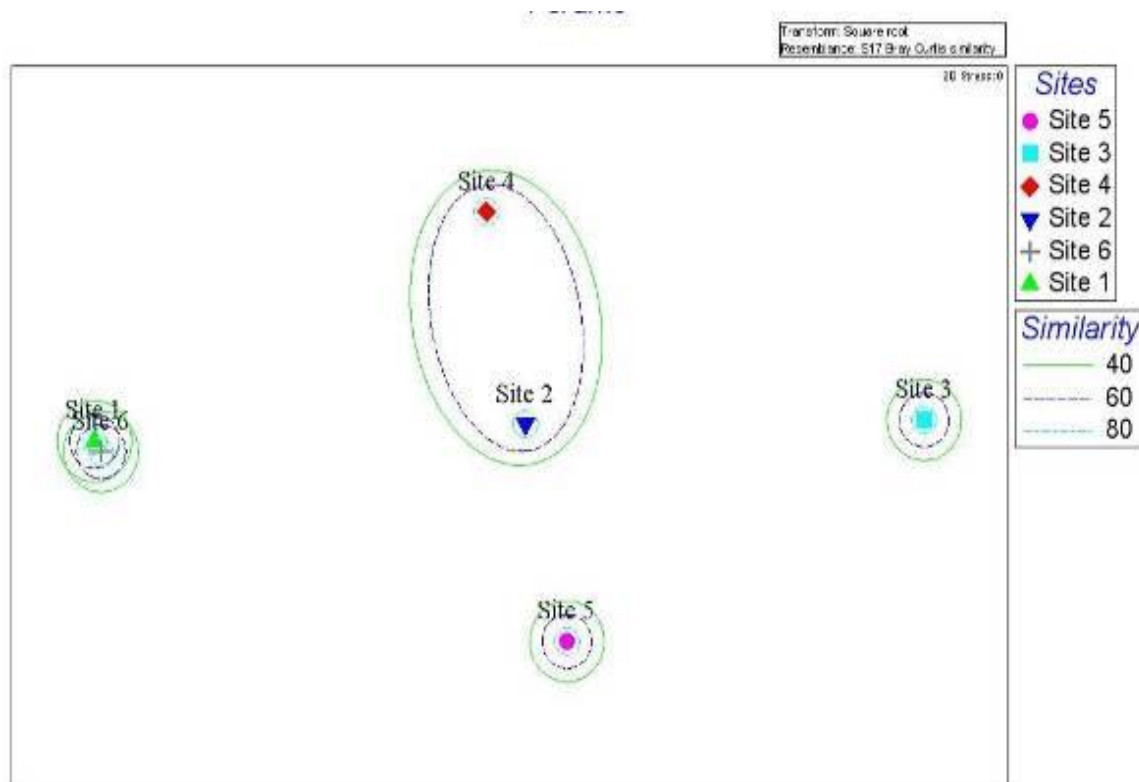 Transform: Square root
Resemblance: S17 Bray Curtis similarity
2D Stress: 0
Sites
Site 5
Site 3
Site 4
Site 2
Site 6
Site 1
Similarity
40
60
80
Site 4
Site 2
Site 3
Site 1
Site 6
Site 5